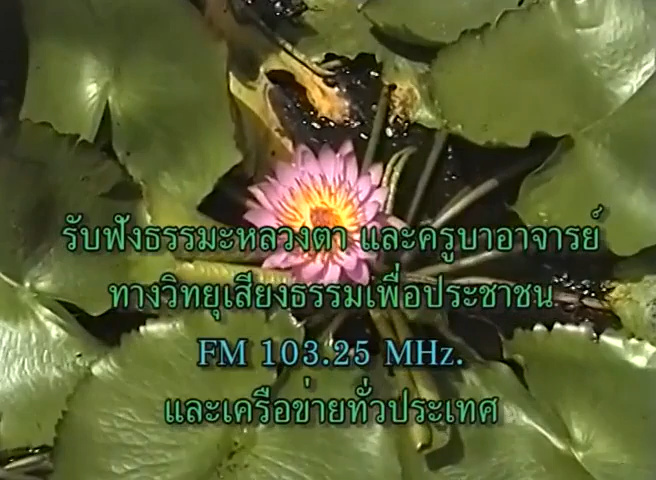 รับฟังธรรมะหลวงตา และครูบาอาจารย์
ทางวิทยุเสียงธรรมเพื่อประชาชน
FM 103.25 MHz.
และเครือข่ายทั่วประเทศ